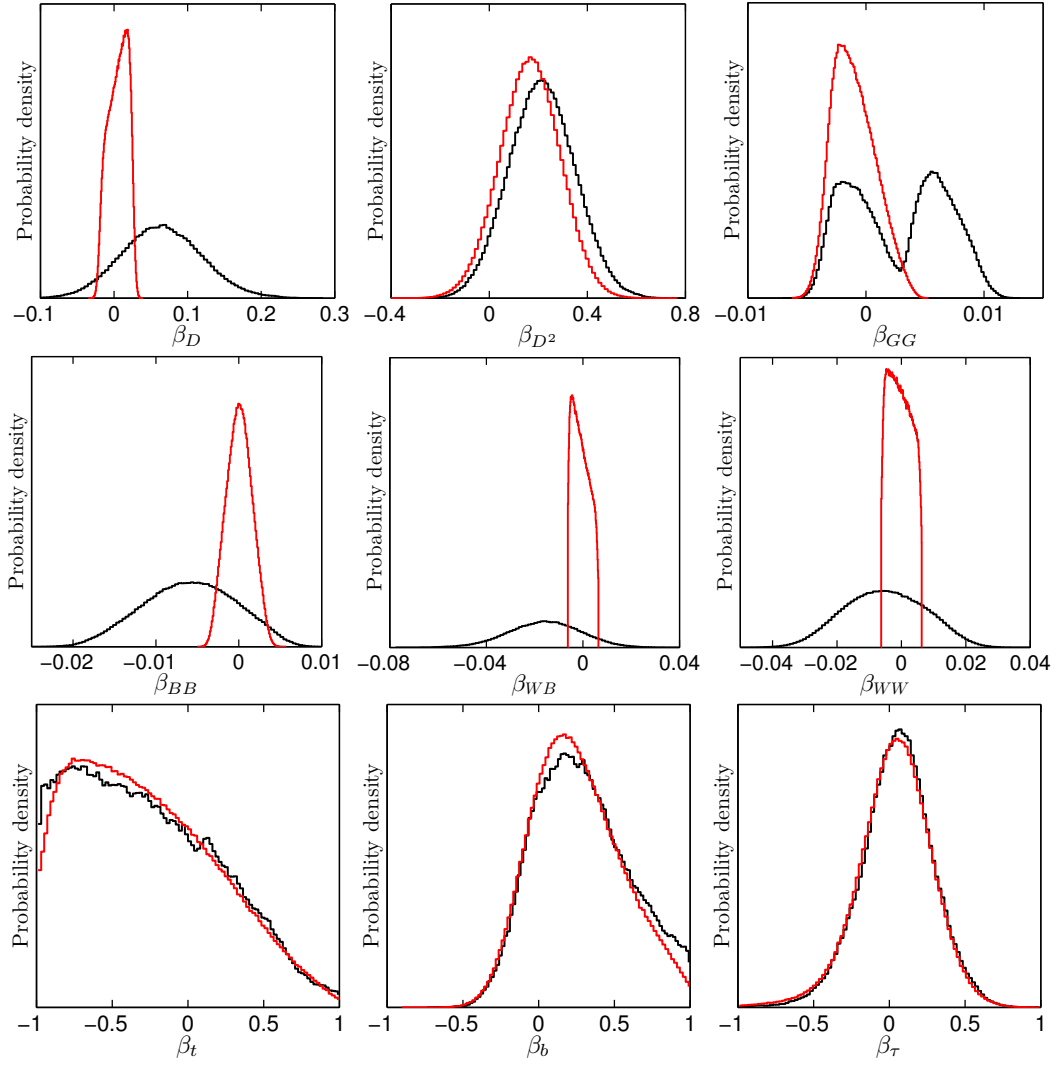 Probability density
−0.1 0 0.1 0.2 0.3
β_D
Probability density
−0.4 0 0.4 0.8
β_{D²}
Probability density
−0.01 0 0.01
β_{GG}
Probability density
−0.02 −0.01 0 0.01
β_{BB}
Probability density
−0.08 −0.04 0 0.04
β_{WB}
Probability density
−0.04 −0.02 0 0.02 0.04
β_{WW}
Probability density
−1 −0.5 0 0.5 1
β_t
Probability density
−1 −0.5 0 0.5 1
β_b
Probability density
−1 −0.5 0 0.5 1
β_τ